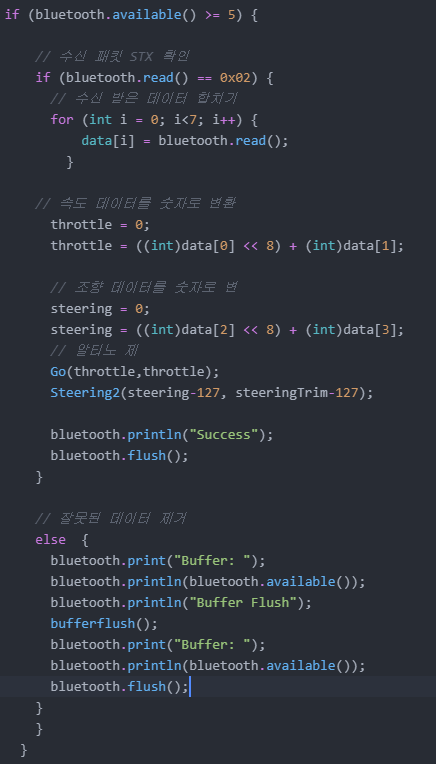 if (bluetooth.available() >= 5) {
// 수신 패킷 STX 확인
if (bluetooth.read() == 0x02) {
// 수신 받은 데이터 합치기
for (int i = 0; i<7; i++) {
data[i] = bluetooth.read();
}
// 속도 데이터를 숫자로 변환
throttle = 0;
throttle = ((int)data[0] << 8) + (int)data[1];
// 조향 데이터를 숫자로 변
steering = 0;
steering = ((int)data[2] << 8) + (int)data[3];
// 알티노 제
Go(throttle,throttle);
Steering2(steering-127, steeringTrim-127);
bluetooth.println("Success");
bluetooth.flush();
}
// 잘못된 데이터 제거
else  {
bluetooth.print("Buffer: ");
bluetooth.println(bluetooth.available());
bluetooth.println("Buffer Flush");
bufferflush();
bluetooth.print("Buffer: ");
bluetooth.println(bluetooth.available());
bluetooth.flush();
}
}
}